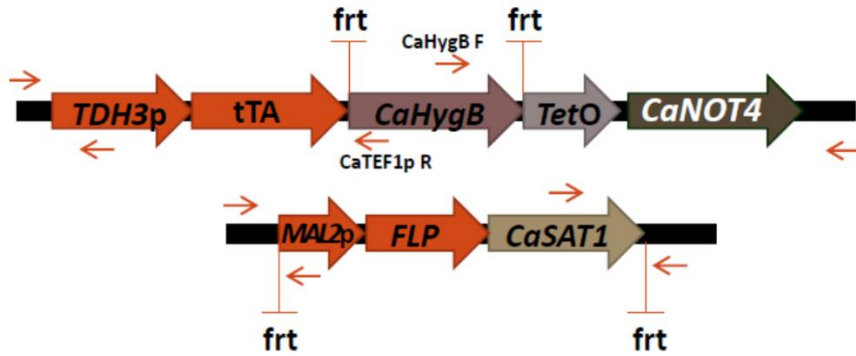 frt frt
CaHygB F
TDH3p tTA CaHygB TetO CaNOT4
CaTEF1p R
MAL2p FLP CaSAT1
frt frt